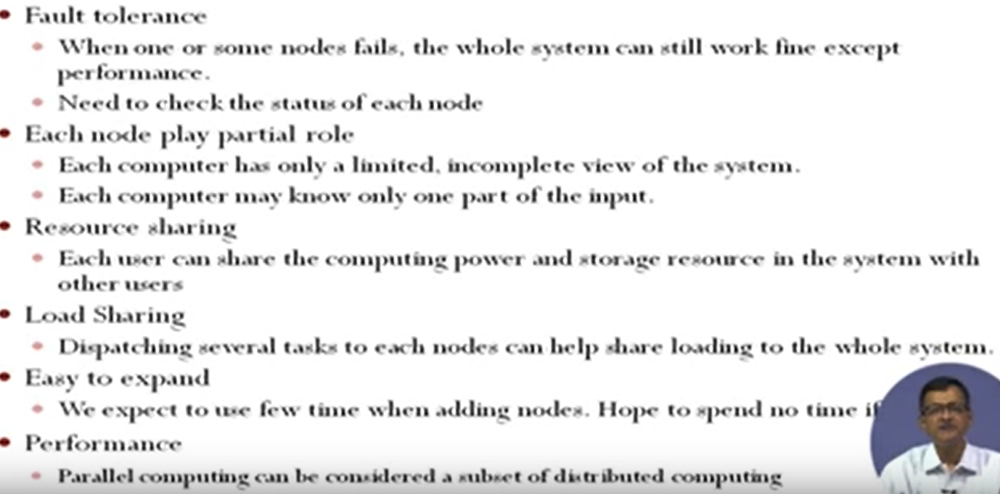 • Fault tolerance
• When one or some nodes fails, the whole system can still work fine except
performance.
• Need to check the status of each node
• Each node play partial role
• Each computer has only a limited, incomplete view of the system.
• Each computer may know only one part of the input.
• Resource sharing
• Each user can share the computing power and storage resource in the system with
other users
• Load Sharing
• Dispatching several tasks to each nodes can help share loading to the whole system.
• Easy to expand
• We expect to use few time when adding nodes. Hope to spend no time if
• Performance
• Parallel computing can be considered a subset of distributed computing